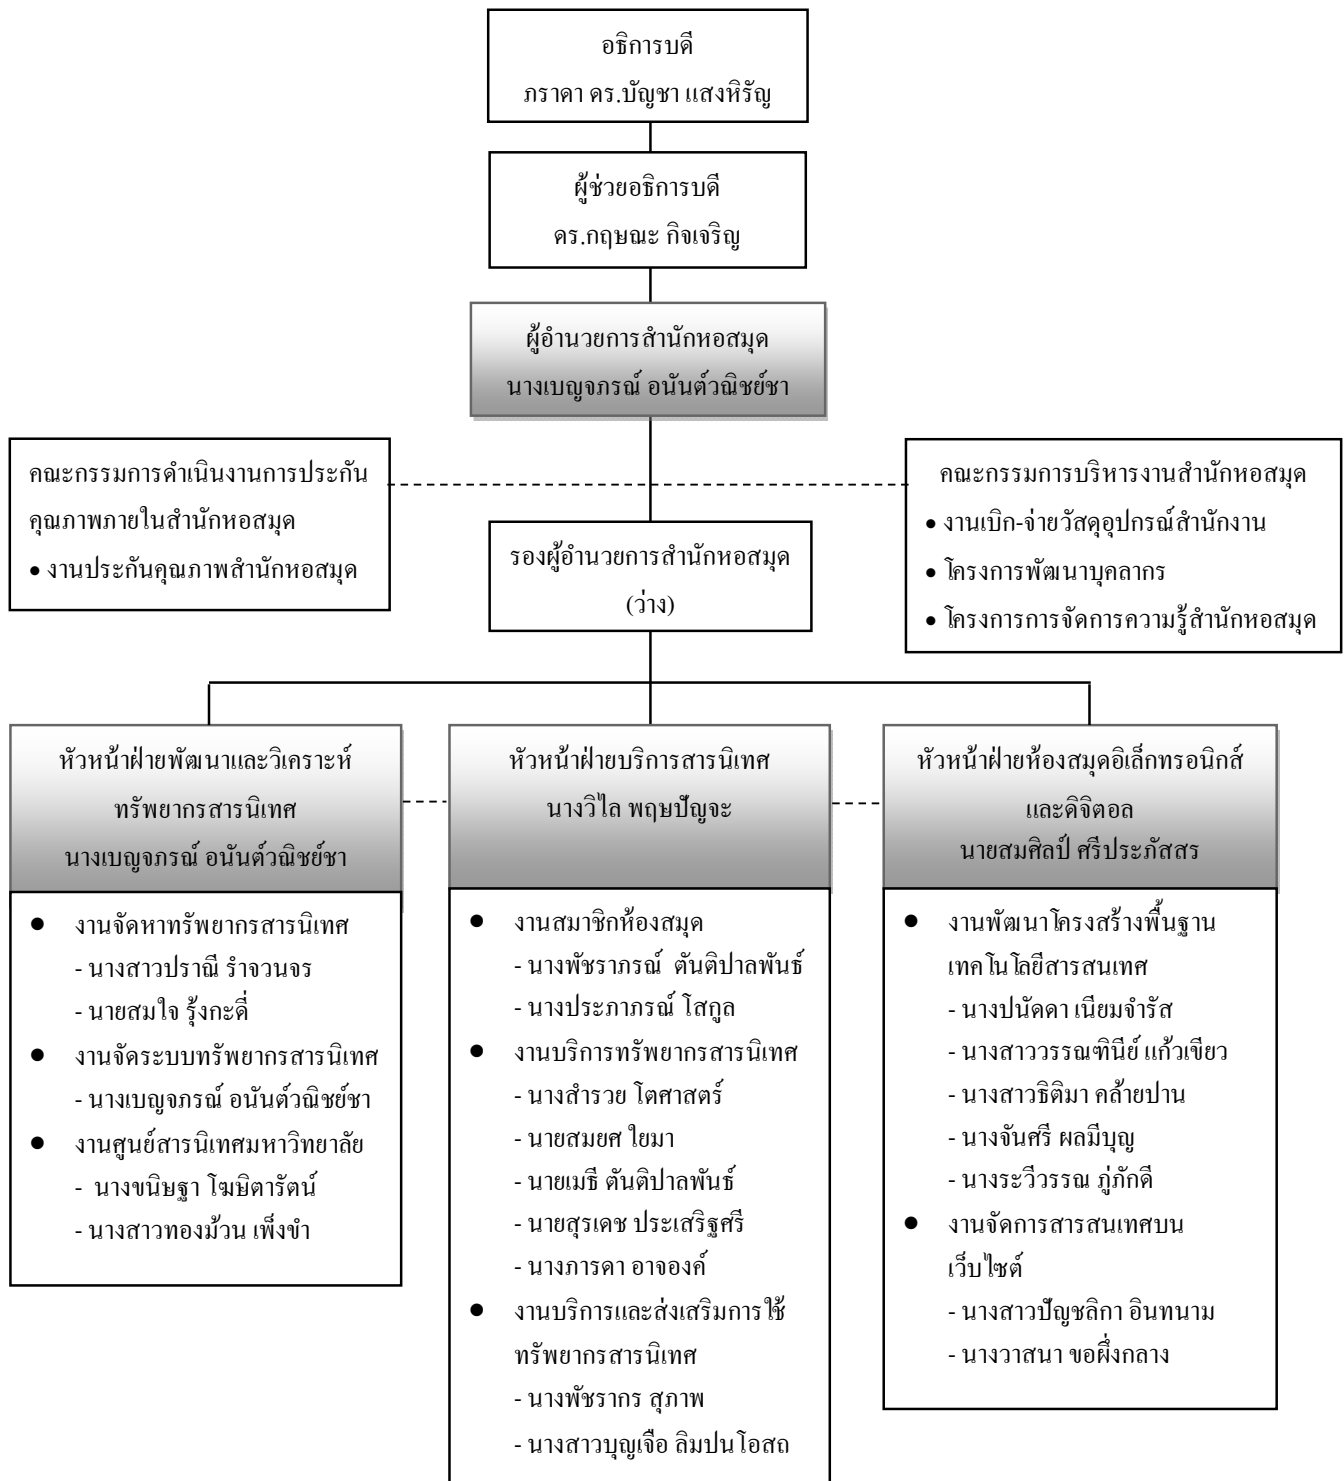 อธิการบดี
ภราดา ดร.บัญชา แสงหิรัญ
ผู้ช่วยอธิการบดี
ดร.กฤษณะ กิจเจริญ
ผู้อำนวยการสำนักหอสมุด
นางเบญจภรณ์ อนันต์วณิชย์ชา
คณะกรรมการดำเนินงานการประกัน
คุณภาพภายในสำนักหอสมุด
• งานประกันคุณภาพสำนักหอสมุด
คณะกรรมการบริหารงานสำนักหอสมุด
• งานเบิก-จ่ายวัสดุอุปกรณ์สำนักงาน
• โครงการพัฒนาบุคลากร
• โครงการการจัดการความรู้สำนักหอสมุด
รองผู้อำนวยการสำนักหอสมุด
(ว่าง)
หัวหน้าฝ่ายพัฒนาและวิเคราะห์
ทรัพยากรสารนิเทศ
นางเบญจภรณ์ อนันต์วณิชย์ชา
● งานจัดหาทรัพยากรสารนิเทศ
- นางสาวปราณี รำจวนจร
- นายสมใจ รุ้งกะดี่
● งานจัดระบบทรัพยากรสารนิเทศ
- นางเบญจภรณ์ อนันต์วณิชย์ชา
● งานศูนย์สารนิเทศมหาวิทยาลัย
- นางขนิษฐา โฆษิตารัตน์
- นางสาวทองม้วน เพ็งขำ
หัวหน้าฝ่ายบริการสารนิเทศ
นางวิไล พฤษปัญจะ
● งานสมาชิกห้องสมุด
- นางพัชราภรณ์ ตันติปาลพันธ์
- นางประภาภรณ์ โสกูล
● งานบริการทรัพยากรสารนิเทศ
- นางสำรวย โตศาสตร์
- นายสมยศ ใยมา
- นายเมธี ตันติปาลพันธ์
- นายสุรเดช ประเสริฐศรี
- นางภารดา อาจองค์
● งานบริการและส่งเสริมการใช้
ทรัพยากรสารนิเทศ
- นางพัชรากร สุภาพ
- นางสาวบุญเจือ ลิมปนโอสถ
หัวหน้าฝ่ายห้องสมุดอิเล็กทรอนิกส์
และดิจิตอล
นายสมศิลป์ ศรีประภัสสร
● งานพัฒนาโครงสร้างพื้นฐาน
เทคโนโลยีสารสนเทศ
- นางปนัดดา เนียมจำรัส
- นางสาววรรณฑินีย์ แก้วเขียว
- นางสาวธิติมา คล้ายปาน
- นางจันศรี ผลมีบุญ
- นางระวีวรรณ ภู่ภักดี
● งานจัดการสารสนเทศบน
เว็บไซต์
- นางสาวปัญชลิกา อินทนาม
- นางวาสนา ขอผึ่งกลาง